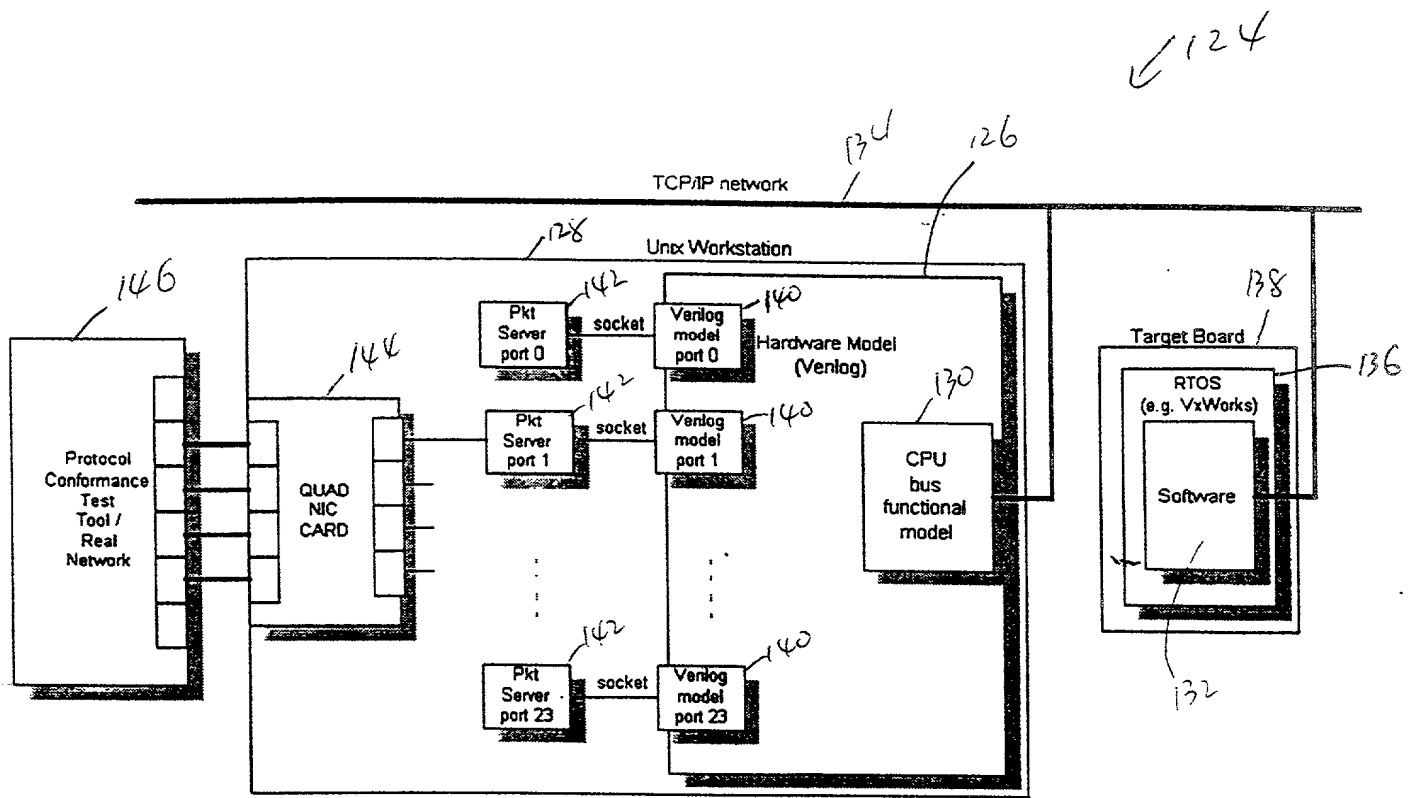 124
134
126
TCP/IP network
128
Unix Workstation
146
142
140
138
Pkt
Server
port 0
socket
Verilog
model
port 0
Hardware Model
(Verilog)
Target Board
144
136
142
140
130
RTOS
(e.g. VxWorks)
Pkt
Server
port 1
socket
Verilog
model
port 1
Protocol
Conformance
Test
Tool /
Real
Network
QUAD
NIC
CARD
CPU
bus
functional
model
Software
142
140
132
Pkt
Server
port 23
socket
Verilog
model
port 23